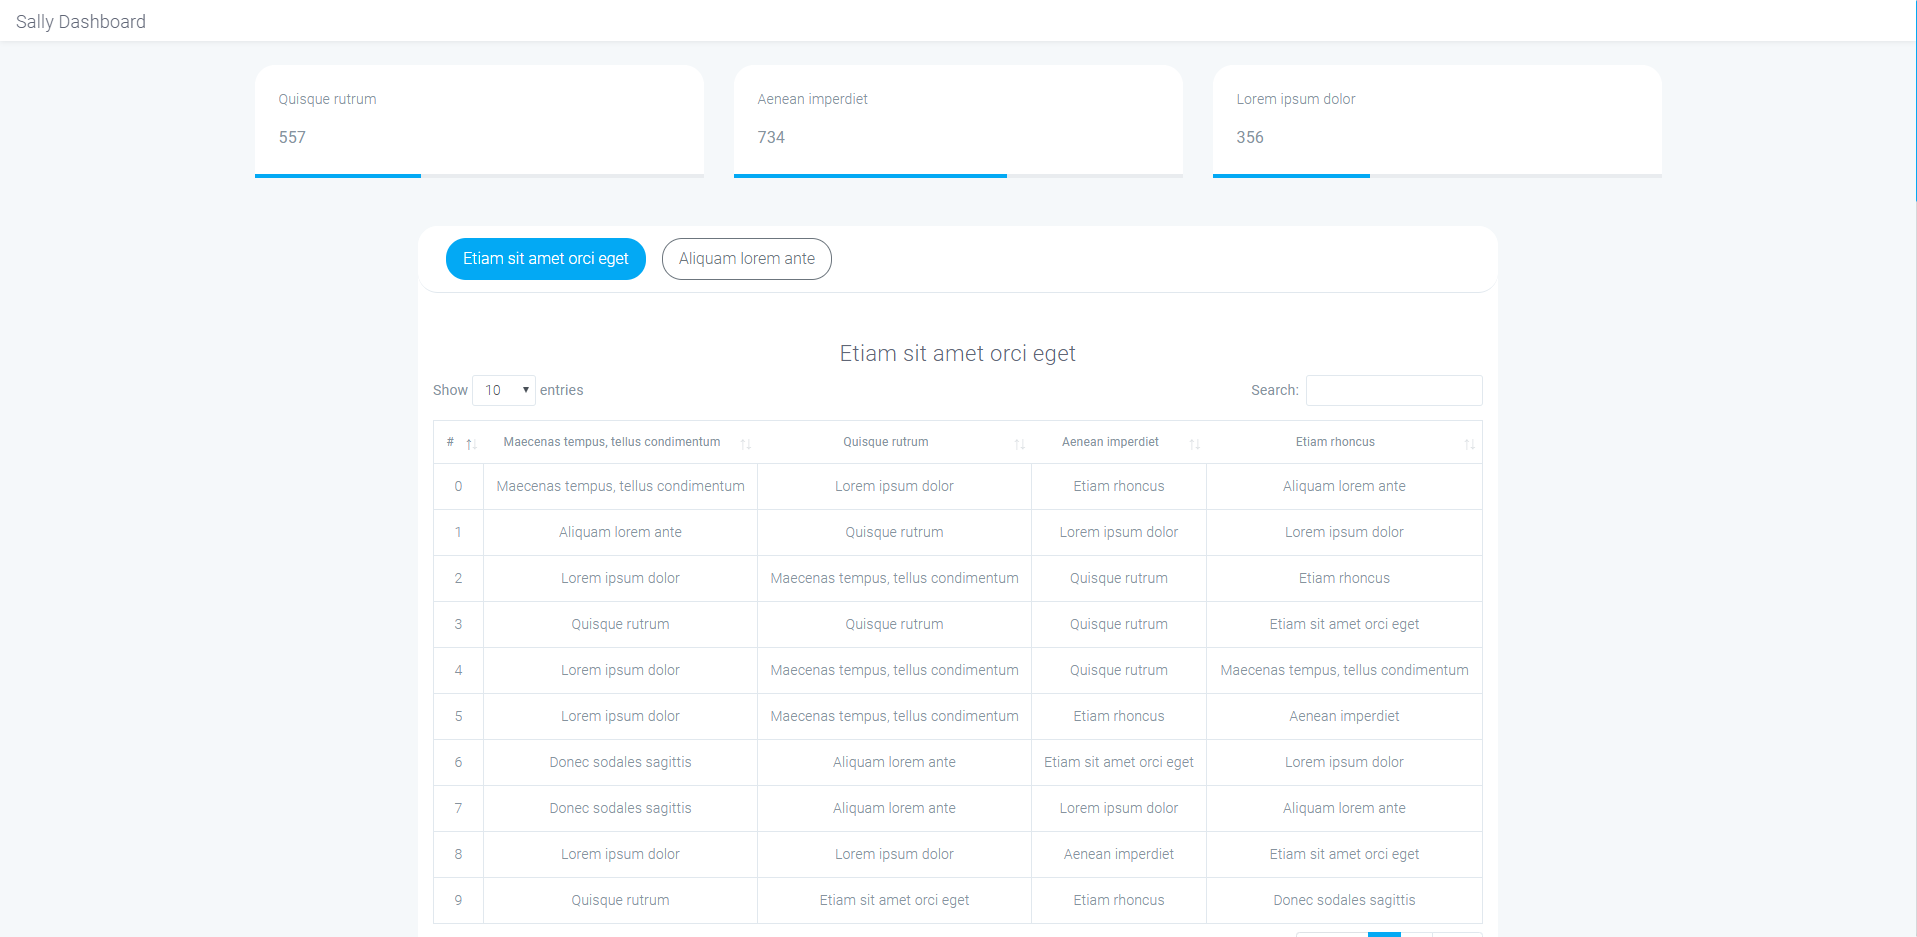 Sally Dashboard
Quisque rutrum
557
Aenean imperdiet
734
Lorem ipsum dolor
356
Etiam sit amet orci eget
Aliquam lorem ante
Etiam sit amet orci eget
Show 10 entries
Search:
# Maecenas tempus, tellus condimentum Quisque rutrum Aenean imperdiet Etiam rhoncus
0 Maecenas tempus, tellus condimentum Lorem ipsum dolor Etiam rhoncus Aliquam lorem ante
1 Aliquam lorem ante Quisque rutrum Lorem ipsum dolor Lorem ipsum dolor
2 Lorem ipsum dolor Maecenas tempus, tellus condimentum Quisque rutrum Etiam rhoncus
3 Quisque rutrum Quisque rutrum Quisque rutrum Etiam sit amet orci eget
4 Lorem ipsum dolor Maecenas tempus, tellus condimentum Quisque rutrum Maecenas tempus, tellus condimentum
5 Lorem ipsum dolor Maecenas tempus, tellus condimentum Etiam rhoncus Aenean imperdiet
6 Donec sodales sagittis Aliquam lorem ante Etiam sit amet orci eget Lorem ipsum dolor
7 Donec sodales sagittis Aliquam lorem ante Lorem ipsum dolor Aliquam lorem ante
8 Lorem ipsum dolor Lorem ipsum dolor Aenean imperdiet Etiam sit amet orci eget
9 Quisque rutrum Etiam sit amet orci eget Etiam rhoncus Donec sodales sagittis